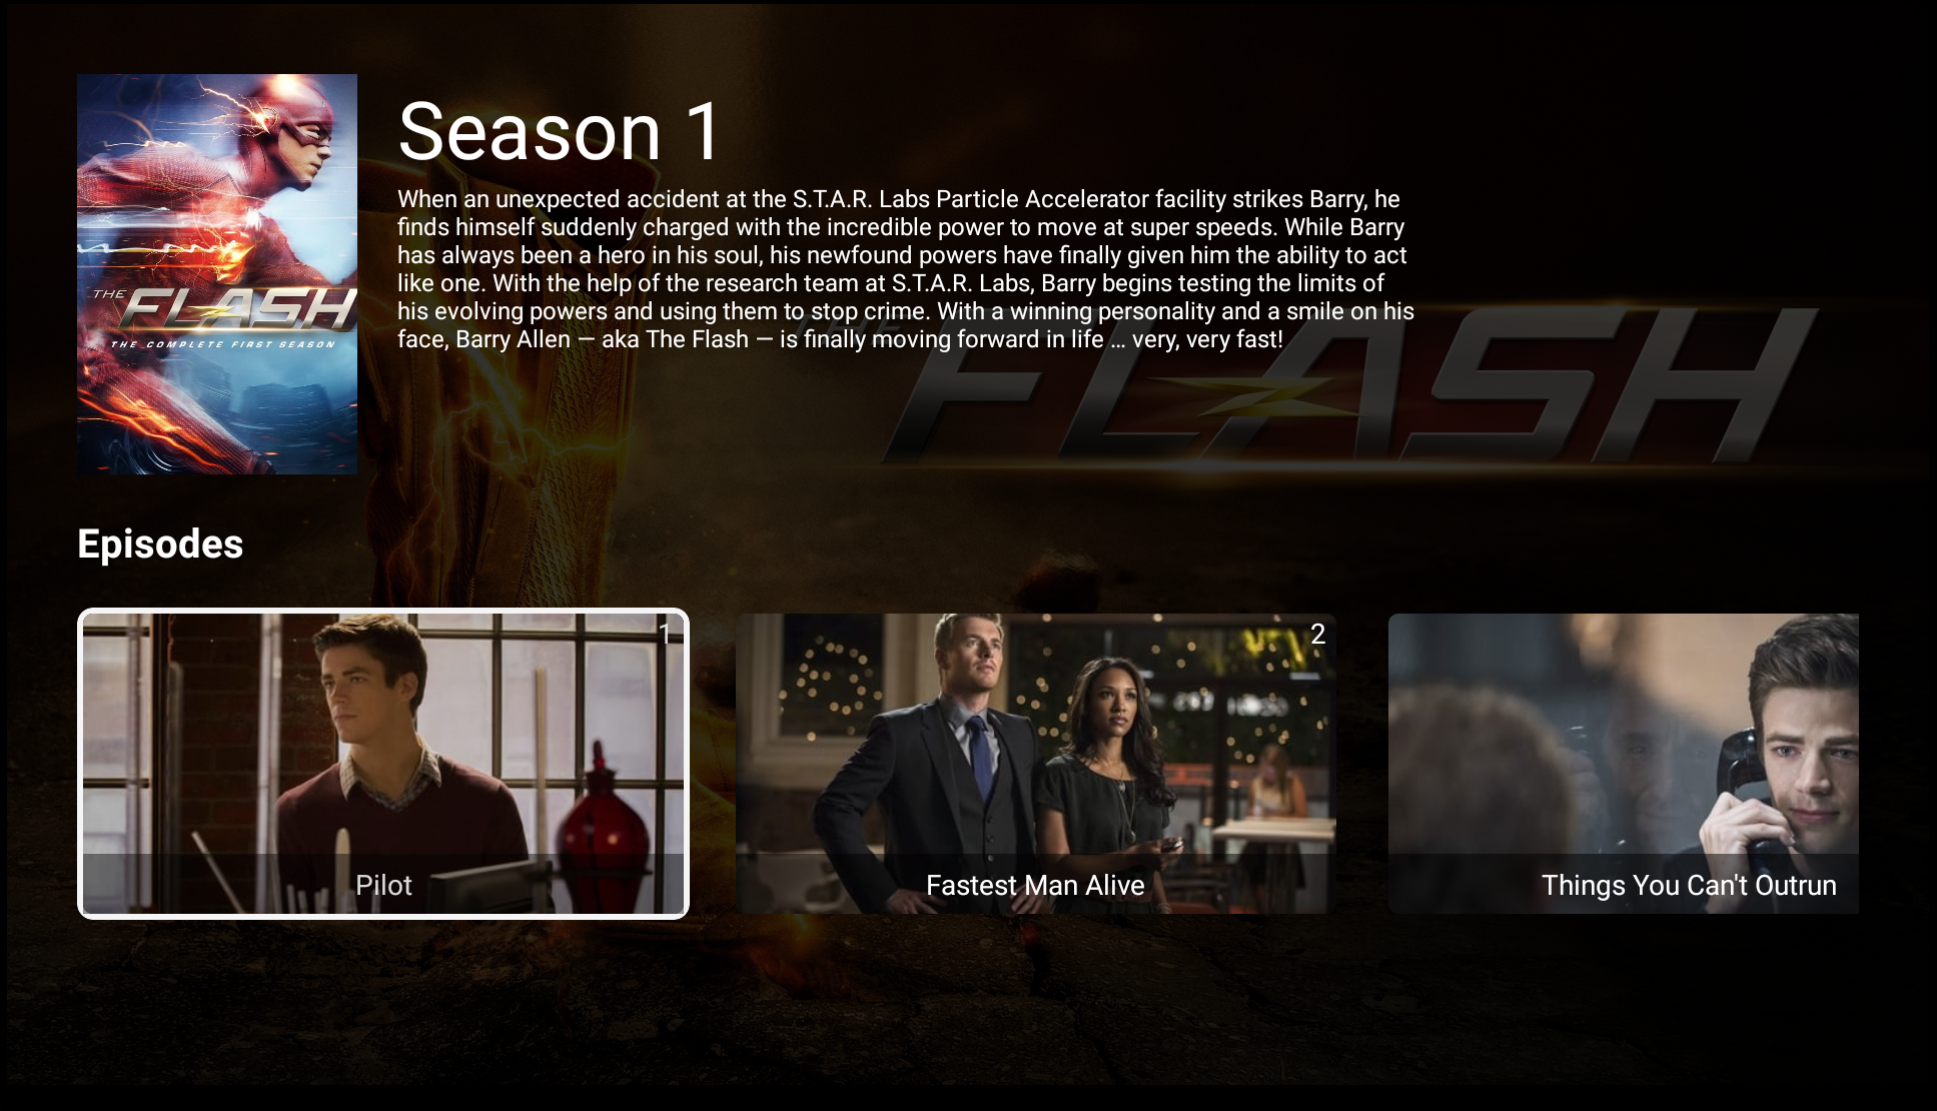 Season 1
When an unexpected accident at the S.T.A.R. Labs Particle Accelerator facility strikes Barry, he
finds himself suddenly charged with the incredible power to move at super speeds. While Barry
has always been a hero in his soul, his newfound powers have finally given him the ability to act
like one. With the help of the research team at S.T.A.R. Labs, Barry begins testing the limits of
his evolving powers and using them to stop crime. With a winning personality and a smile on his
face, Barry Allen — aka The Flash — is finally moving forward in life … very, very fast!
THE FLASH
THE COMPLETE FIRST SEASON
THE FLASH
Episodes
1
Pilot
2
Fastest Man Alive
Things You Can't Outrun